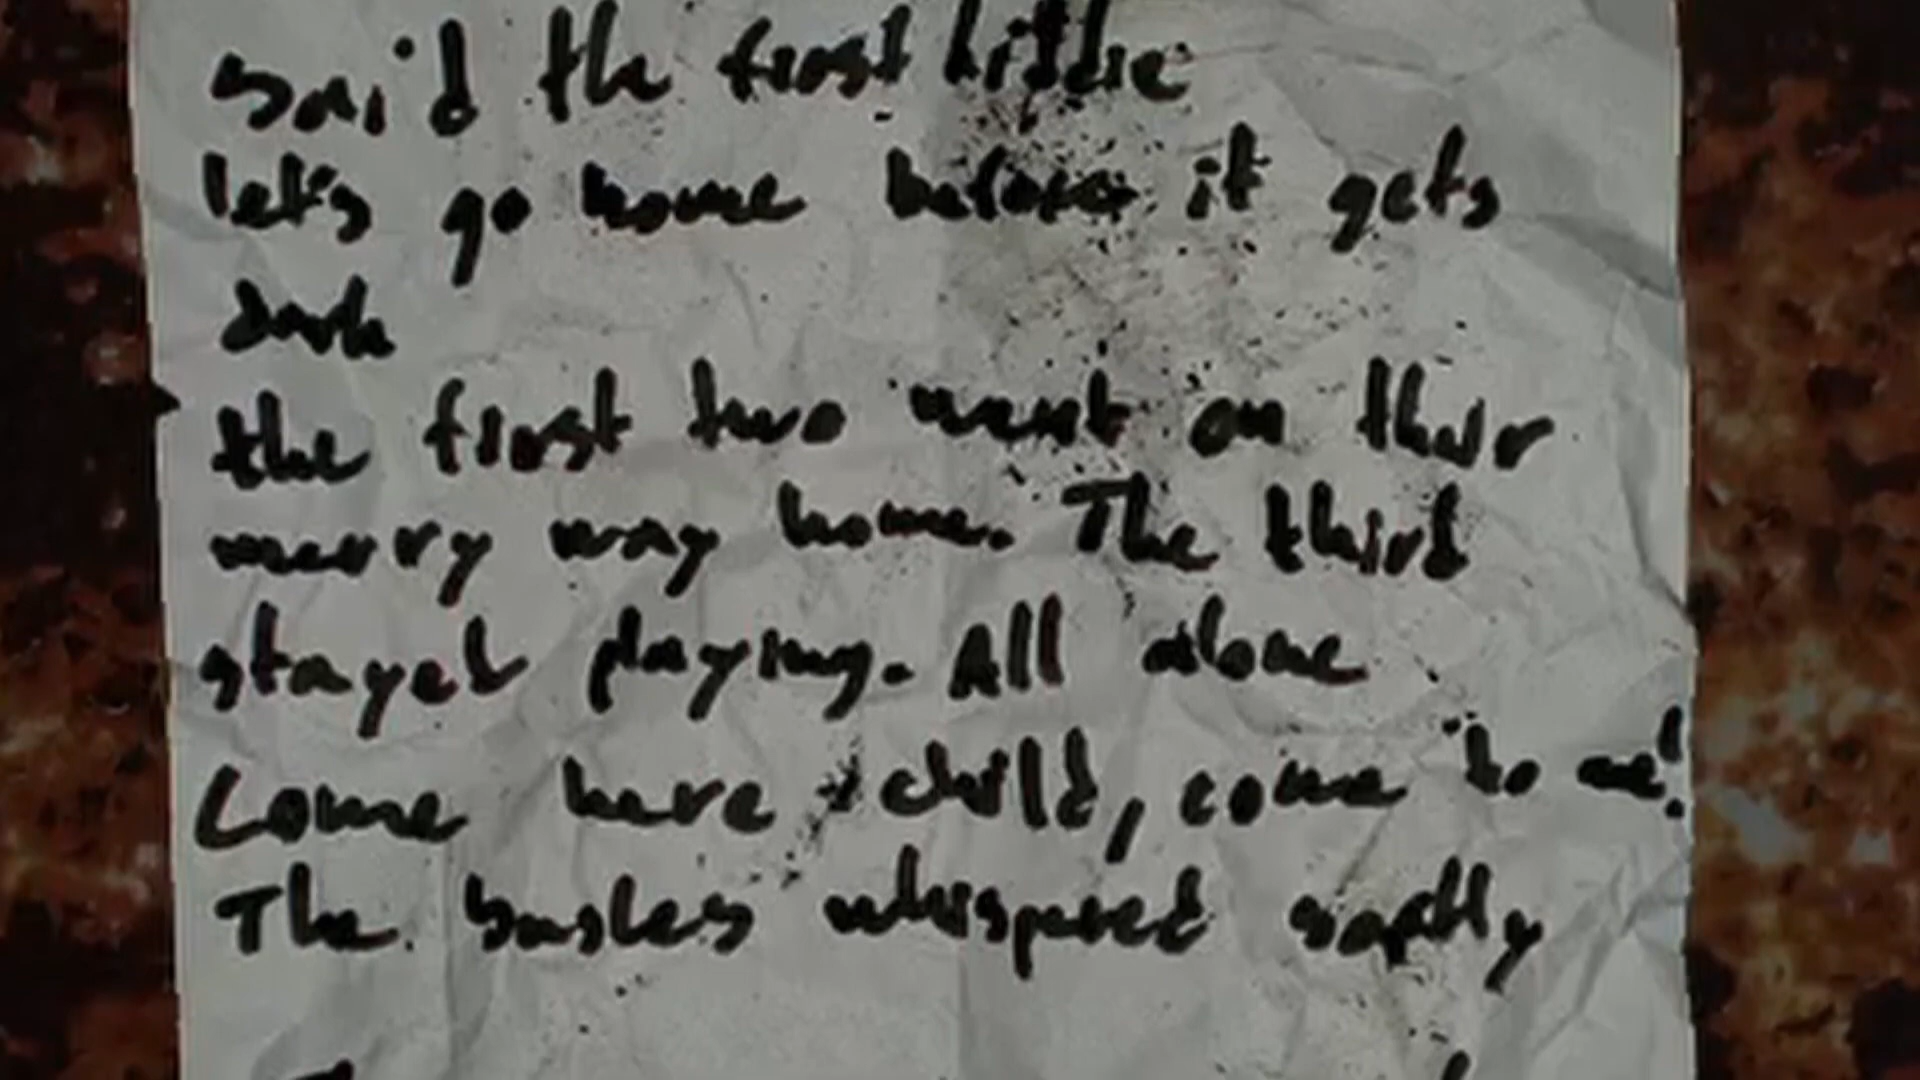 said the first little
let's go home before it gets
dark
the first two went on their
merry way home. The third
stayed playing. All alone
Come here child, come to me!
The bushes whispered softly